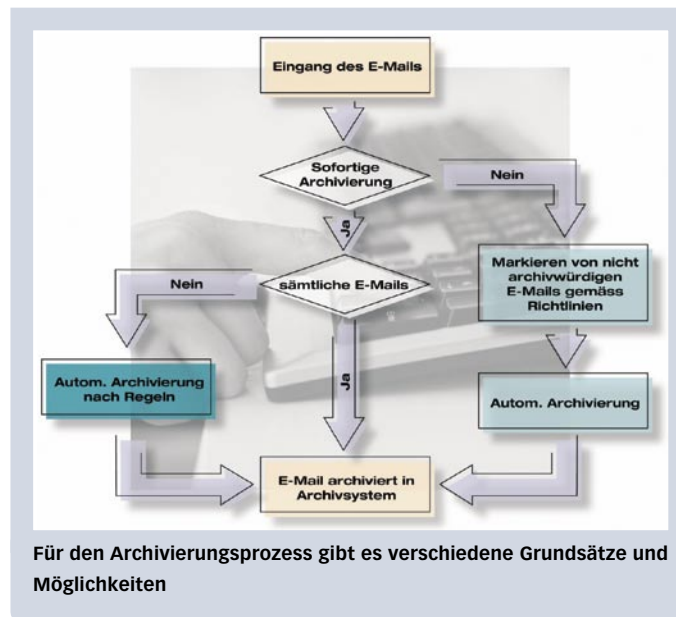 Eingang des E-Mails
Sofortige
Archivierung
Nein
Ja
sämtliche E-Mails
Nein
Markieren von nicht
archivwürdigen
E-Mails gemäss
Richtlinien
Ja
Autom. Archivierung
nach Regeln
Autom. Archivierung
E-Mail archiviert in
Archivsystem
Für den Archivierungsprozess gibt es verschiedene Grundsätze und
Möglichkeiten